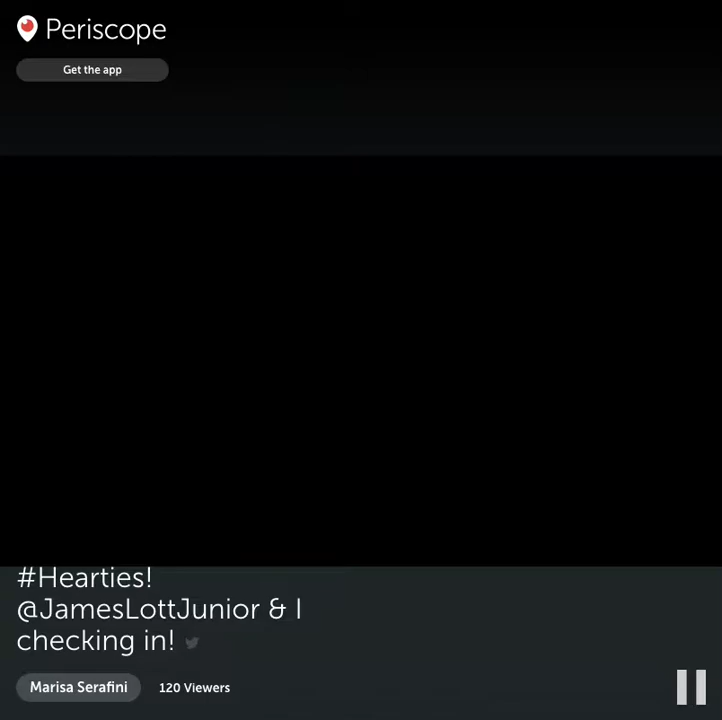 Periscope
Get the app
#Hearties!
@JamesLottJunior & I
checking in!
Marisa Serafini
120 Viewers